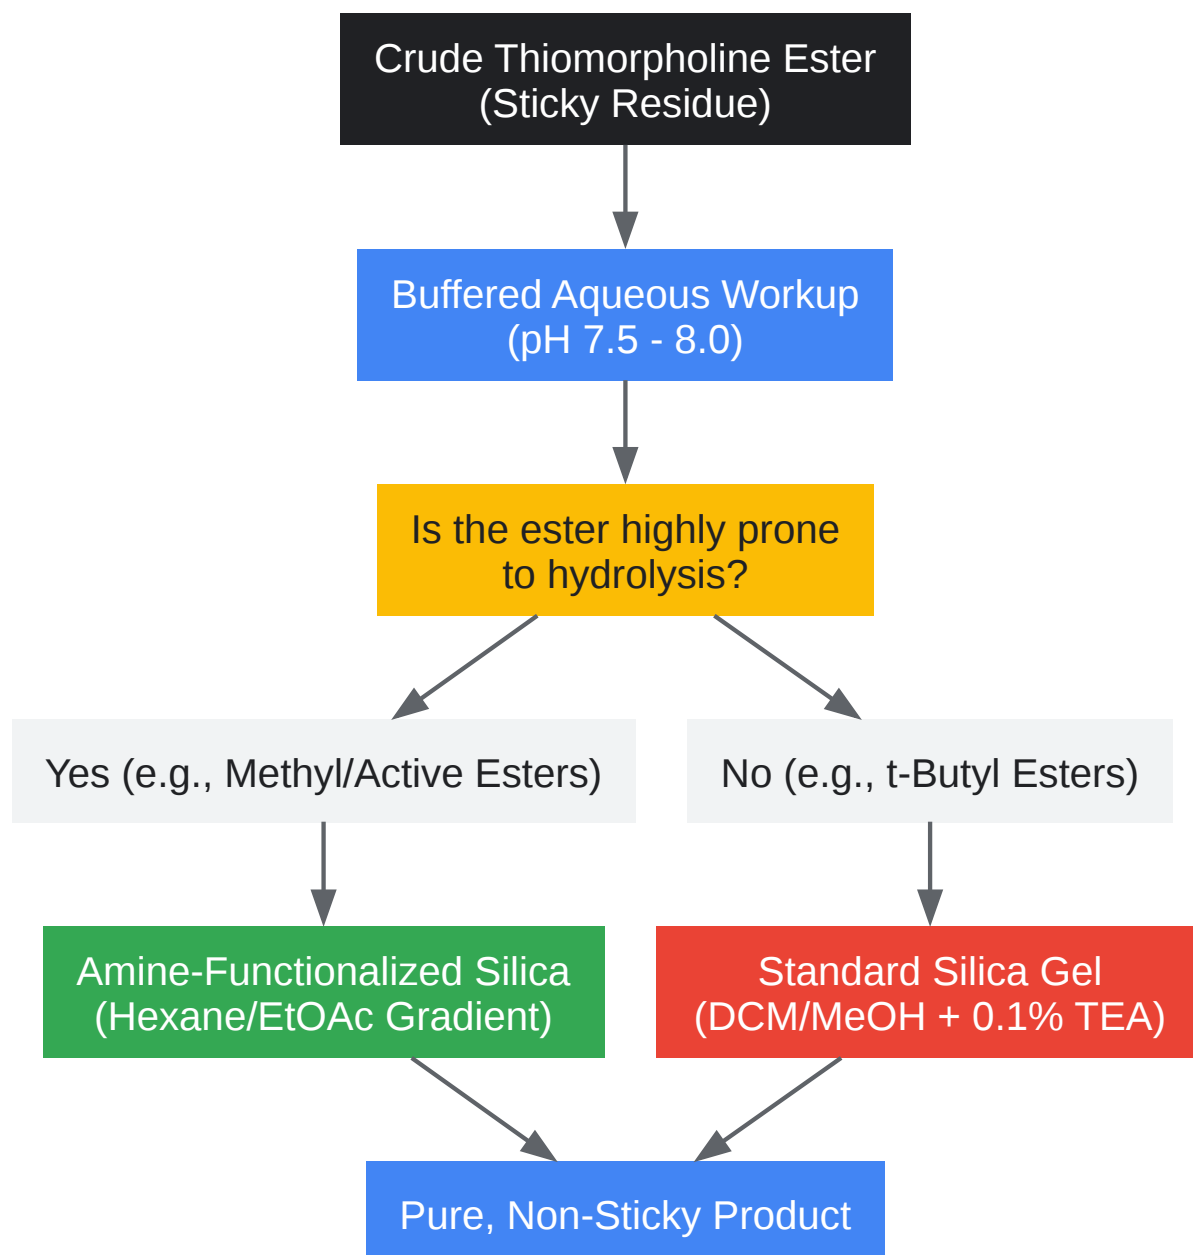 Crude Thiomorpholine Ester
(Sticky Residue)
Buffered Aqueous Workup
(pH 7.5 - 8.0)
Is the ester highly prone
to hydrolysis?
Yes (e.g., Methyl/Active Esters)
No (e.g., t-Butyl Esters)
Amine-Functionalized Silica
(Hexane/EtOAc Gradient)
Standard Silica Gel
(DCM/MeOH + 0.1% TEA)
Pure, Non-Sticky Product